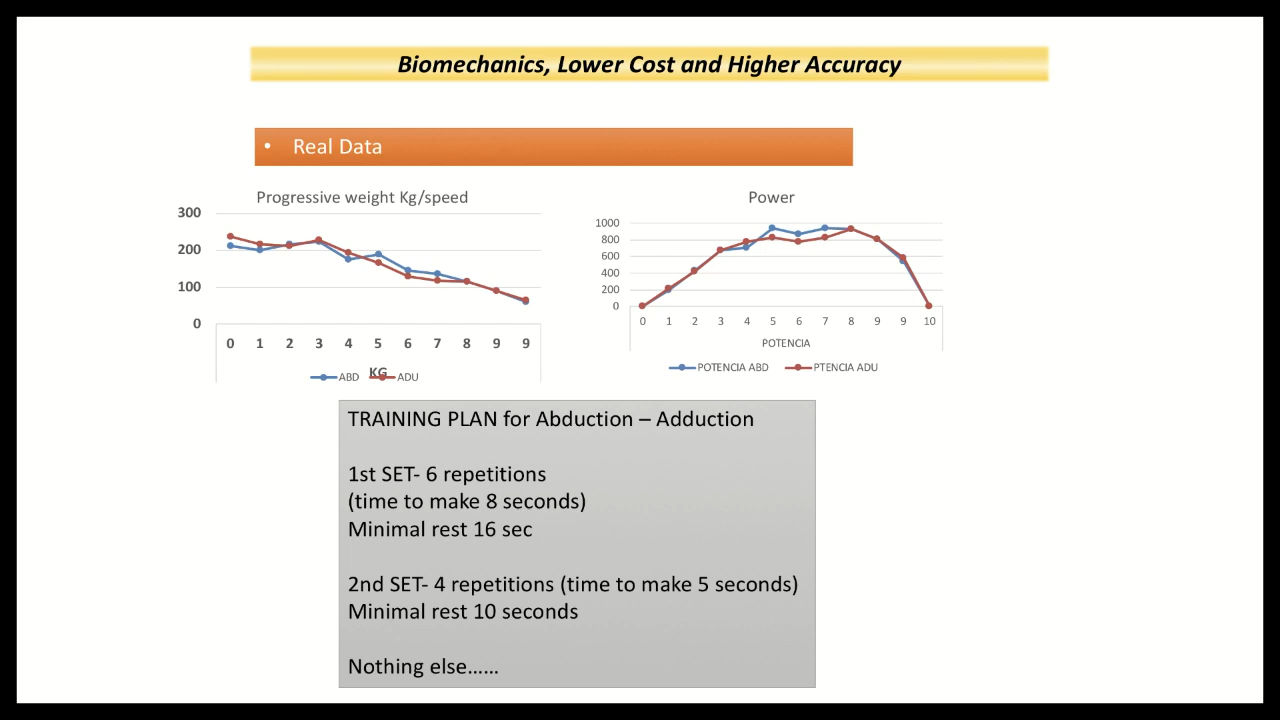 Biomechanics, Lower Cost and Higher Accuracy
• Real Data
Progressive weight Kg/speed
300
200
100
0
0 1 2 3 4 5 6 7 8 9 9
KG
ABD ADU
Power
1000
800
600
400
200
0
0 1 2 3 4 5 6 7 8 9 9 10
POTENCIA
POTENCIA ABD PTENCIA ADU
TRAINING PLAN for Abduction – Adduction
1st SET- 6 repetitions
(time to make 8 seconds)
Minimal rest 16 sec
2nd SET- 4 repetitions (time to make 5 seconds)
Minimal rest 10 seconds
Nothing else......